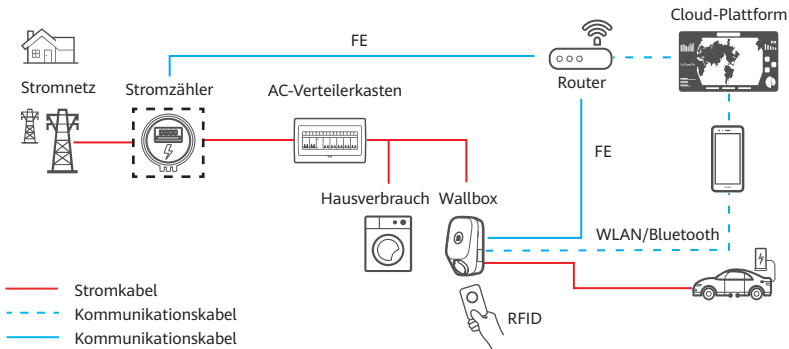 Cloud-Plattform
FE
Router
Stromnetz
Stromzähler
AC-Verteilerkasten
FE
Hausverbrauch
Wallbox
WLAN/Bluetooth
RFID
Stromkabel
Kommunikationskabel
Kommunikationskabel